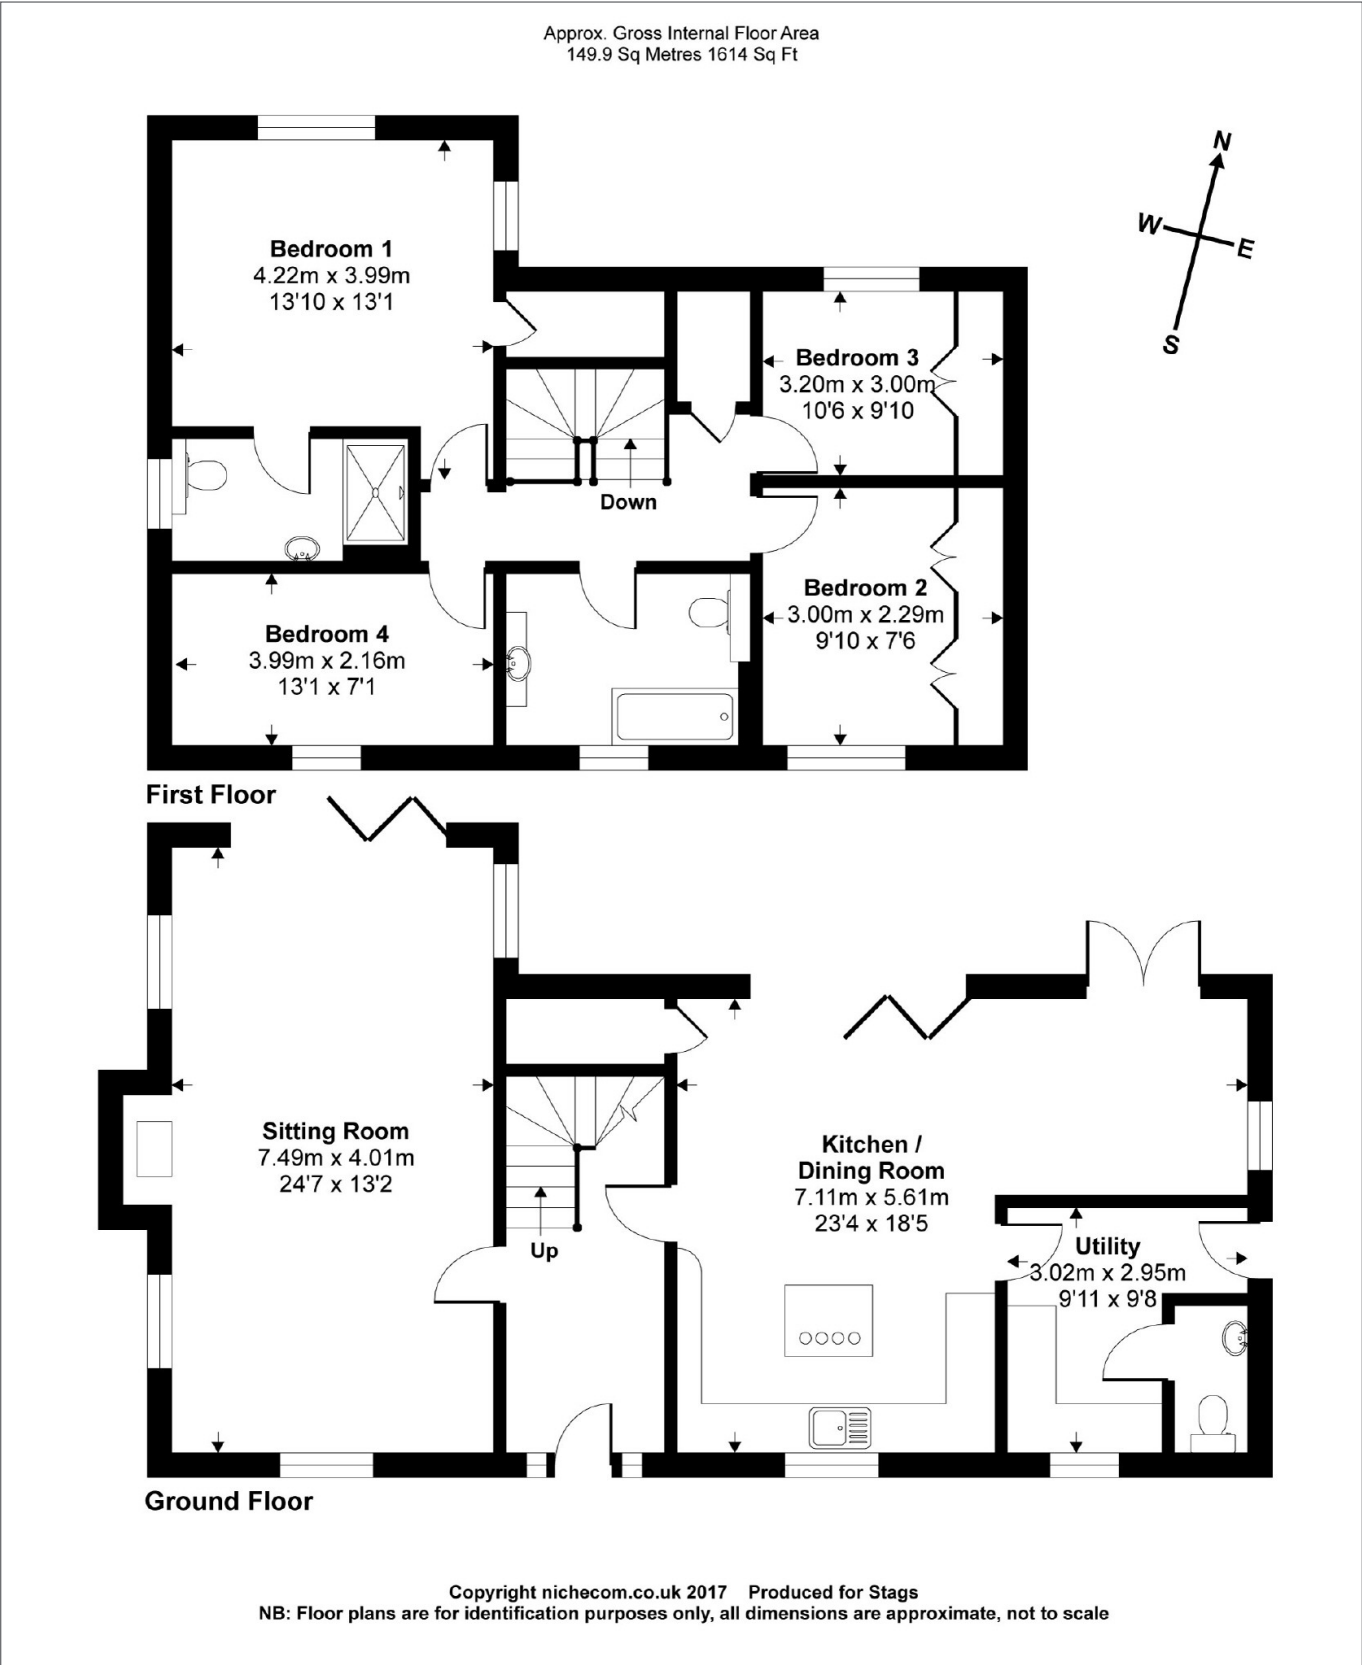 Approx. Gross Internal Floor Area
149.9 Sq Metres 1614 Sq Ft
N
W
E
S
Bedroom 1
4.22m x 3.99m
13'10 x 13'1
Bedroom 3
3.20m x 3.00m
10'6 x 9'10
Down
Bedroom 2
3.00m x 2.29m
9'10 x 7'6
Bedroom 4
3.99m x 2.16m
13'1 x 7'1
First Floor
Sitting Room
7.49m x 4.01m
24'7 x 13'2
Up
Kitchen /
Dining Room
7.11m x 5.61m
23'4 x 18'5
Utility
3.02m x 2.95m
9'11 x 9'8
Ground Floor
Copyright nichecom.co.uk 2017 Produced for Stags
NB: Floor plans are for identification purposes only, all dimensions are approximate, not to scale